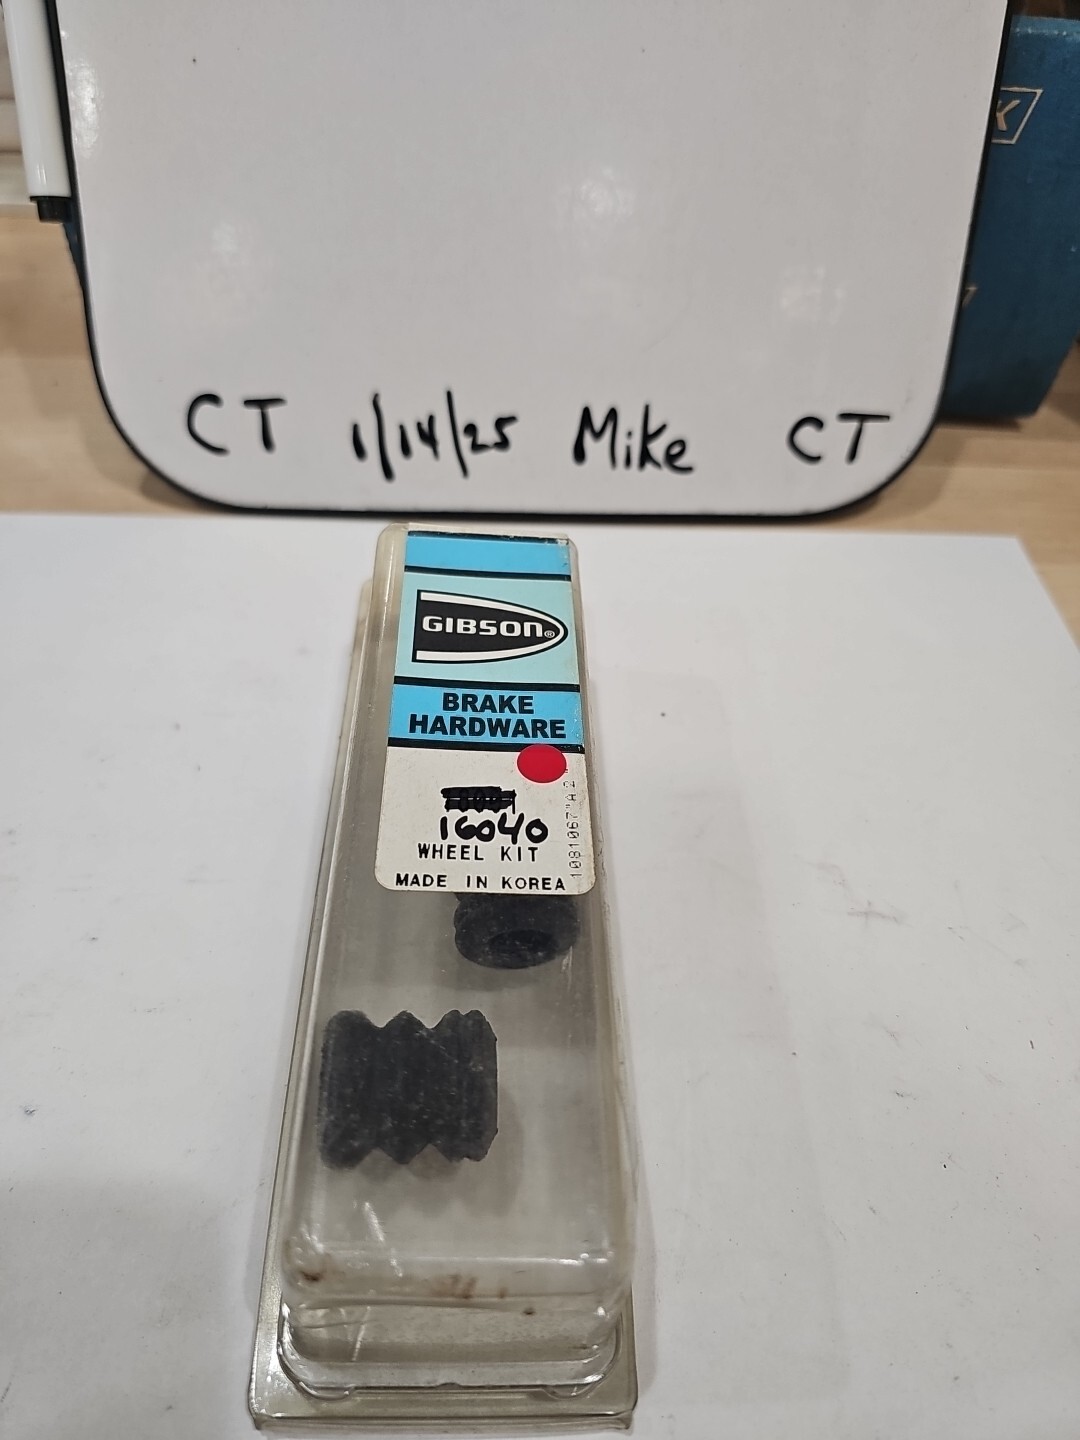 K
CT 1/14/25 Mike CT
GIBSON®
BRAKE
HARDWARE
16040
WHEEL KIT
MADE IN KOREA